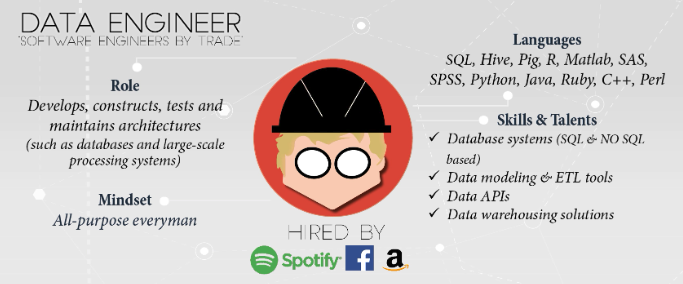 DATA ENGINEER
"SOFTWARE ENGINEERS BY TRADE"
Role
Develops, constructs, tests and
maintains architectures
(such as databases and large-scale
processing systems)
Mindset
All-purpose everyman
HIRED BY
Spotify
f
a
Languages
SQL, Hive, Pig, R, Matlab, SAS,
SPSS, Python, Java, Ruby, C++, Perl
Skills & Talents
✓ Database systems (SQL & NO SQL
based)
✓ Data modeling & ETL tools
✓ Data APIs
✓ Data warehousing solutions